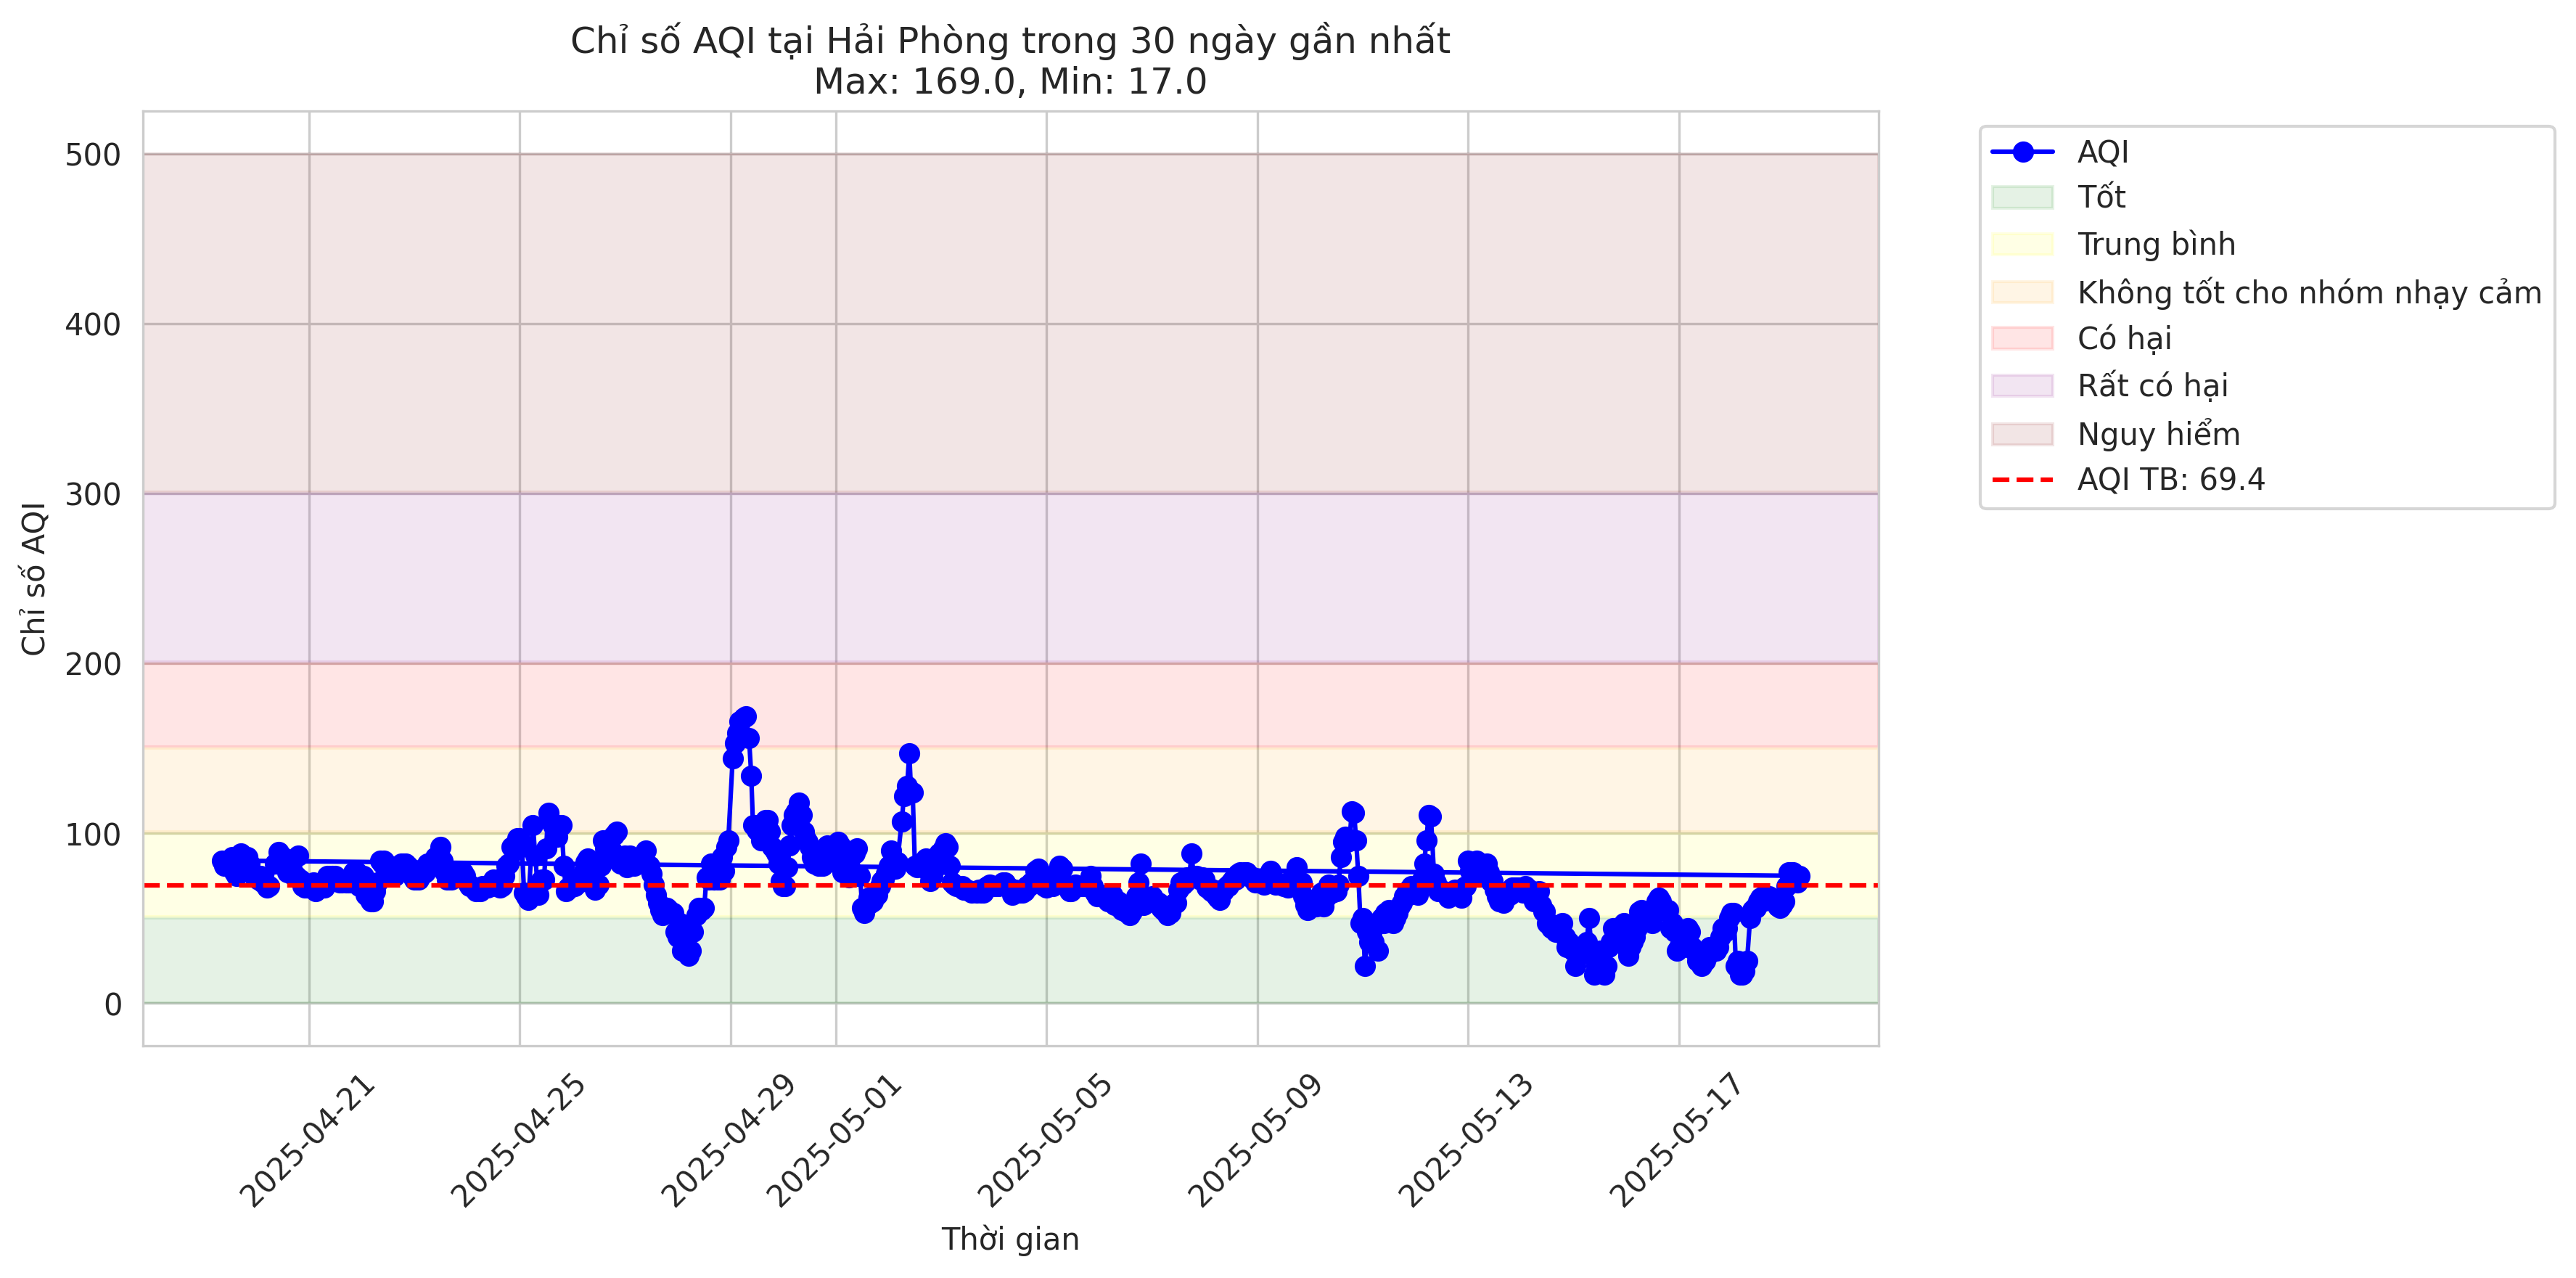 Chỉ số AQI tại Hải Phòng trong 30 ngày gần nhất
Max: 169.0, Min: 17.0
Chỉ số AQI
500
400
300
200
100
0
2025-04-21
2025-04-25
2025-04-29
2025-05-01
2025-05-05
2025-05-09
2025-05-13
2025-05-17
Thời gian
AQI
Tốt
Trung bình
Không tốt cho nhóm nhạy cảm
Có hại
Rất có hại
Nguy hiểm
AQI TB: 69.4